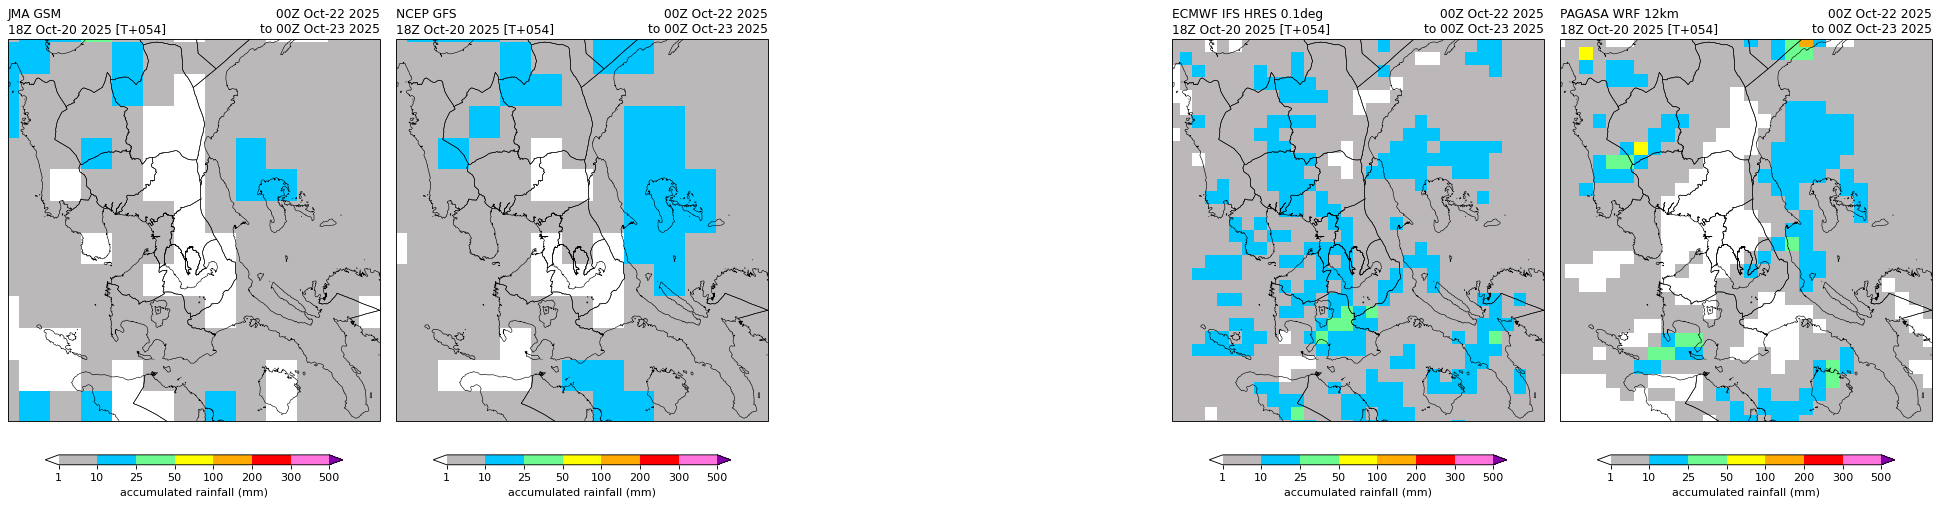 JMA GSM 00Z Oct-22 2025
18Z Oct-20 2025 [T+054] to 00Z Oct-23 2025
NCEP GFS 00Z Oct-22 2025
18Z Oct-20 2025 [T+054] to 00Z Oct-23 2025
ECMWF IFS HRES 0.1deg 00Z Oct-22 2025
18Z Oct-20 2025 [T+054] to 00Z Oct-23 2025
PAGASA WRF 12km 00Z Oct-22 2025
18Z Oct-20 2025 [T+054] to 00Z Oct-23 2025
1 10 25 50 100 200 300 500
accumulated rainfall (mm)
1 10 25 50 100 200 300 500
accumulated rainfall (mm)
1 10 25 50 100 200 300 500
accumulated rainfall (mm)
1 10 25 50 100 200 300 500
accumulated rainfall (mm)